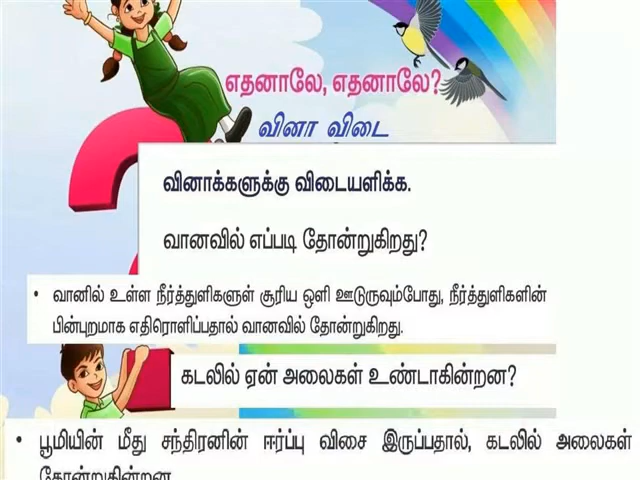 எதனாலே, எதனாலே?
வினா விடை
வினாக்களுக்கு விடையளிக்க.
வானவில் எப்படி தோன்றுகிறது?
• வானில் உள்ள நீர்த்துளிகளுள் சூரிய ஒளி ஊடுருவும்போது, நீர்த்துளிகளின்
பின்புறமாக எதிரொளிப்பதால் வானவில் தோன்றுகிறது.
கடலில் ஏன் அலைகள் உண்டாகின்றன?
• பூமியின் மீது சந்திரனின் ஈர்ப்பு விசை இருப்பதால், கடலில் அலைகள்
தோன்றுகின்றன